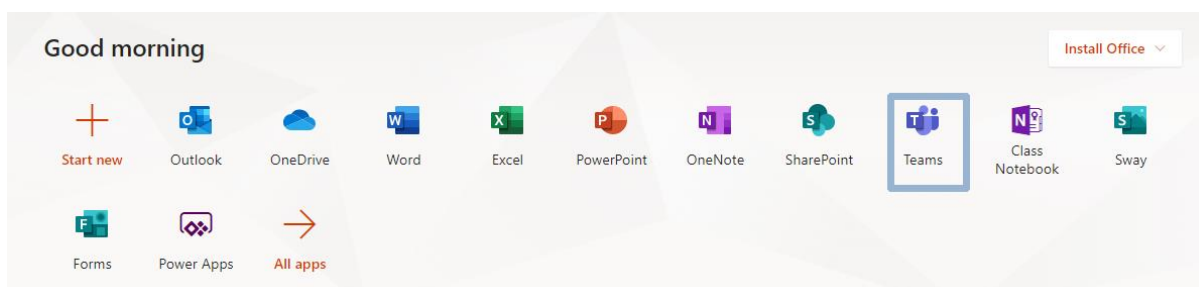 Good morning
Install Office
Start new
Outlook
OneDrive
Word
Excel
PowerPoint
OneNote
SharePoint
Teams
Class
Notebook
Sway
Forms
Power Apps
All apps